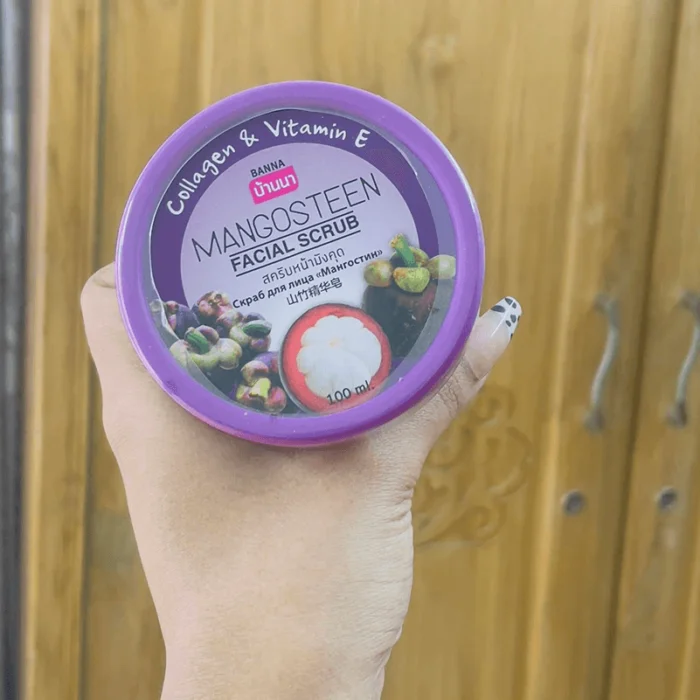 Collagen & Vitamin E
BANNA
บ้านนา
MANGOSTEEN
FACIAL SCRUB
สครับหน้ามังคุด
Скраб для лица «Мангостин»
山竹精华皂
100 ml.